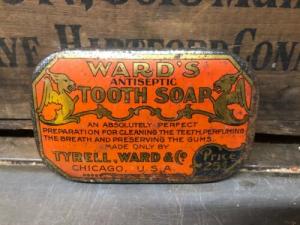 WARD'S
ANTISEPTIC
TOOTH SOAP
AN ABSOLUTELY PERFECT
PREPARATION FOR CLEANING THE TEETH, PERFUMING
THE BREATH AND PRESERVING THE GUMS.
MADE ONLY BY
TYRELL, WARD & Co
CHICAGO, U.S.A.
Price